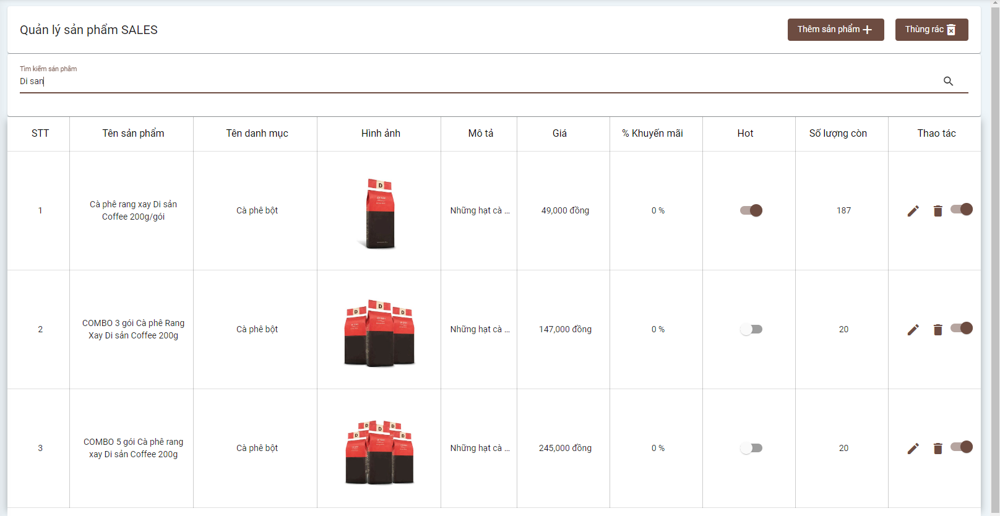 Quản lý sản phẩm SALES
Thêm sản phẩm
Thùng rác
Tìm kiếm sản phẩm
Di san
STT
Tên sản phẩm
Tên danh mục
Hình ảnh
Mô tả
Giá
% Khuyến mãi
Hot
Số lượng còn
Thao tác
1
Cà phê rang xay Di sản
Coffee 200g/gói
Cà phê bột
D
Những hạt cà ...
49,000 đồng
0 %
187
2
COMBO 3 gói Cà phê Rang
Xay Di sản Coffee 200g
Cà phê bột
D
D
D
Những hạt cà ...
147,000 đồng
0 %
20
3
COMBO 5 gói Cà phê rang
xay Di sản Coffee 200g
Cà phê bột
D
D
D
D
D
Những hạt cà ...
245,000 đồng
0 %
20